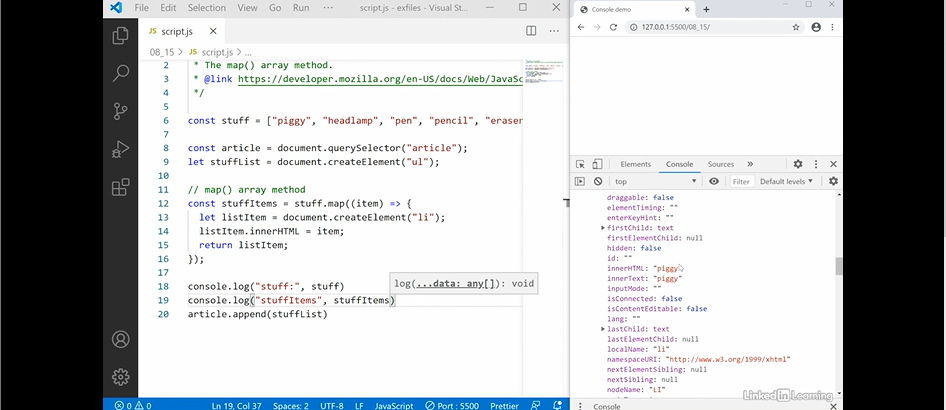 File Edit Selection View Go Run ··· script.js - exfiles - Visual St...
JS script.js
08_15 > JS script.js > ...
2 * The map() array method.
3 * @link https://developer.mozilla.org/en-US/docs/Web/JavaSc
4 */
5
6 const stuff = ["piggy", "headlamp", "pen", "pencil", "eraser
7
8 const article = document.querySelector("article");
9 let stuffList = document.createElement("ul");
10
11 // map() array method
12 const stuffItems = stuff.map((item) => {
13 let listItem = document.createElement("li");
14 listItem.innerHTML = item;
15 return listItem;
16 });
17
18 console.log("stuff:", stuff)
log(...data: any[]): void
19 console.log("stuffItems", stuffItems)
20 article.append(stuffList)
0 0 Ln 19, Col 37 Spaces: 2 UTF-8 LF JavaScript Port : 5500 Prettier
Console demo
127.0.0.1:5500/08_15/
Elements Console Sources »
top Filter Default levels
draggable: false
elementTiming: ""
enterKeyHint: ""
firstChild: text
firstElementChild: null
hidden: false
id: ""
innerHTML: "piggy"
innerText: "piggy"
inputMode: ""
isConnected: false
isContentEditable: false
lang: ""
lastChild: text
lastElementChild: null
localName: "li"
namespaceURI: "http://www.w3.org/1999/xhtml"
nextElementSibling: null
nextSibling: null
nodeName: "LI"
Console
LinkedIn Learning